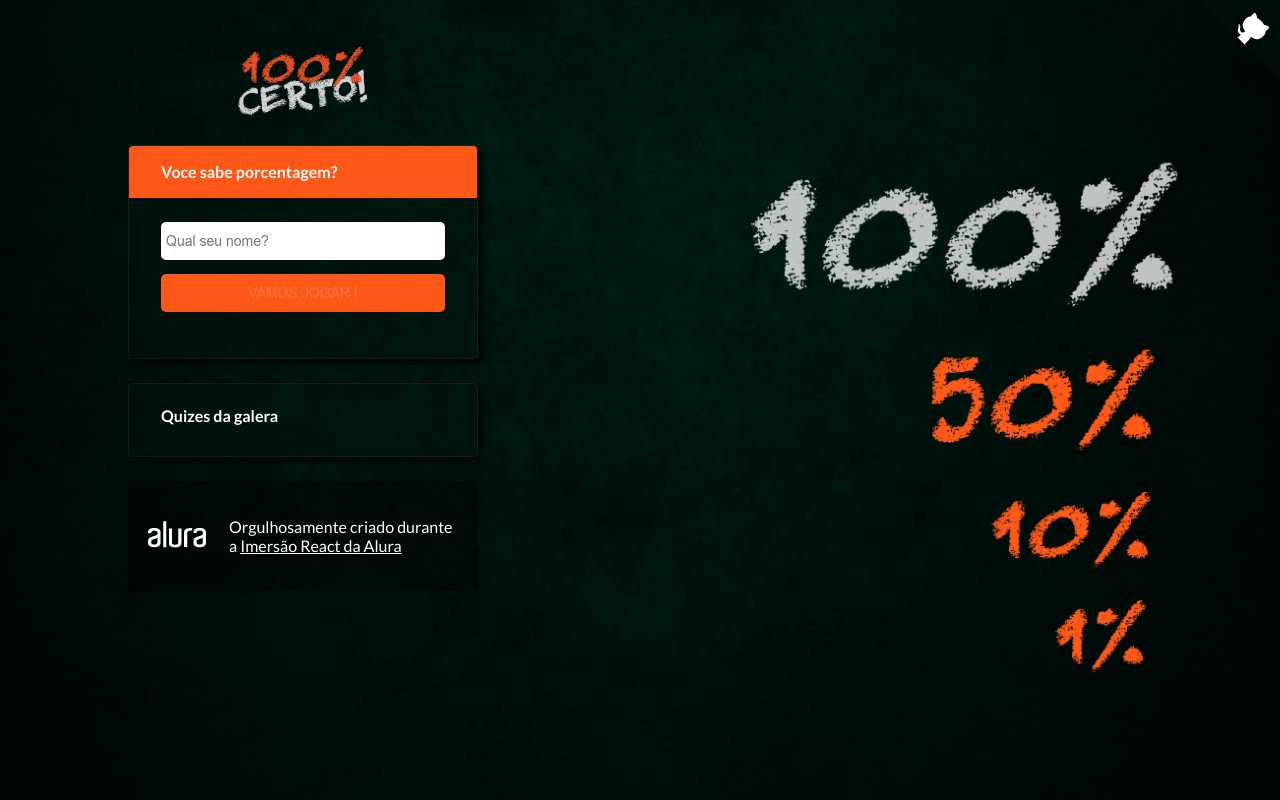 100%
CERTO!
Voce sabe porcentagem?
Qual seu nome?
VAMOS JOGAR !
Quizes da galera
alura
Orgulhosamente criado durante
a Imersão React da Alura
100%
50%
10%
1%